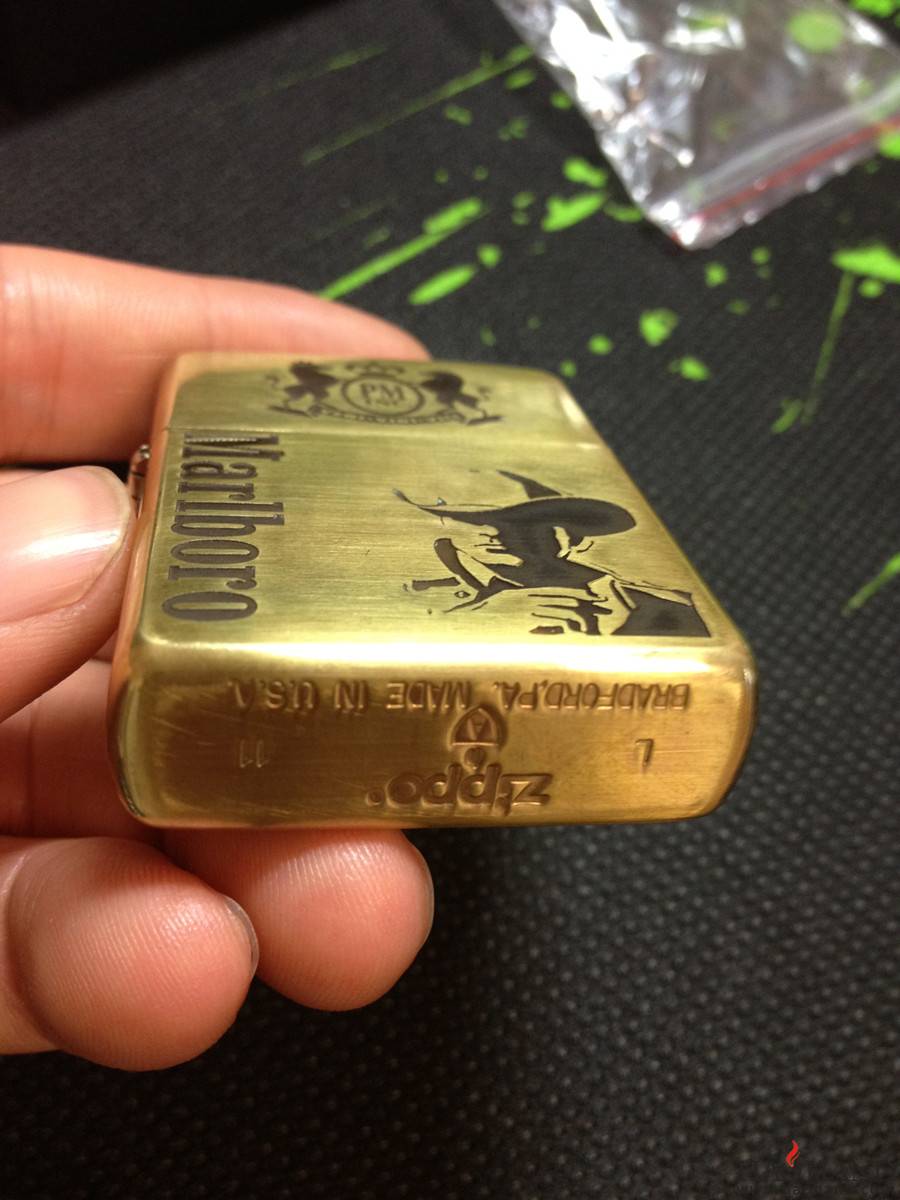 PM
Marlboro
zippo®
L 11
BRADFORD,PA. MADE IN U.S.A.